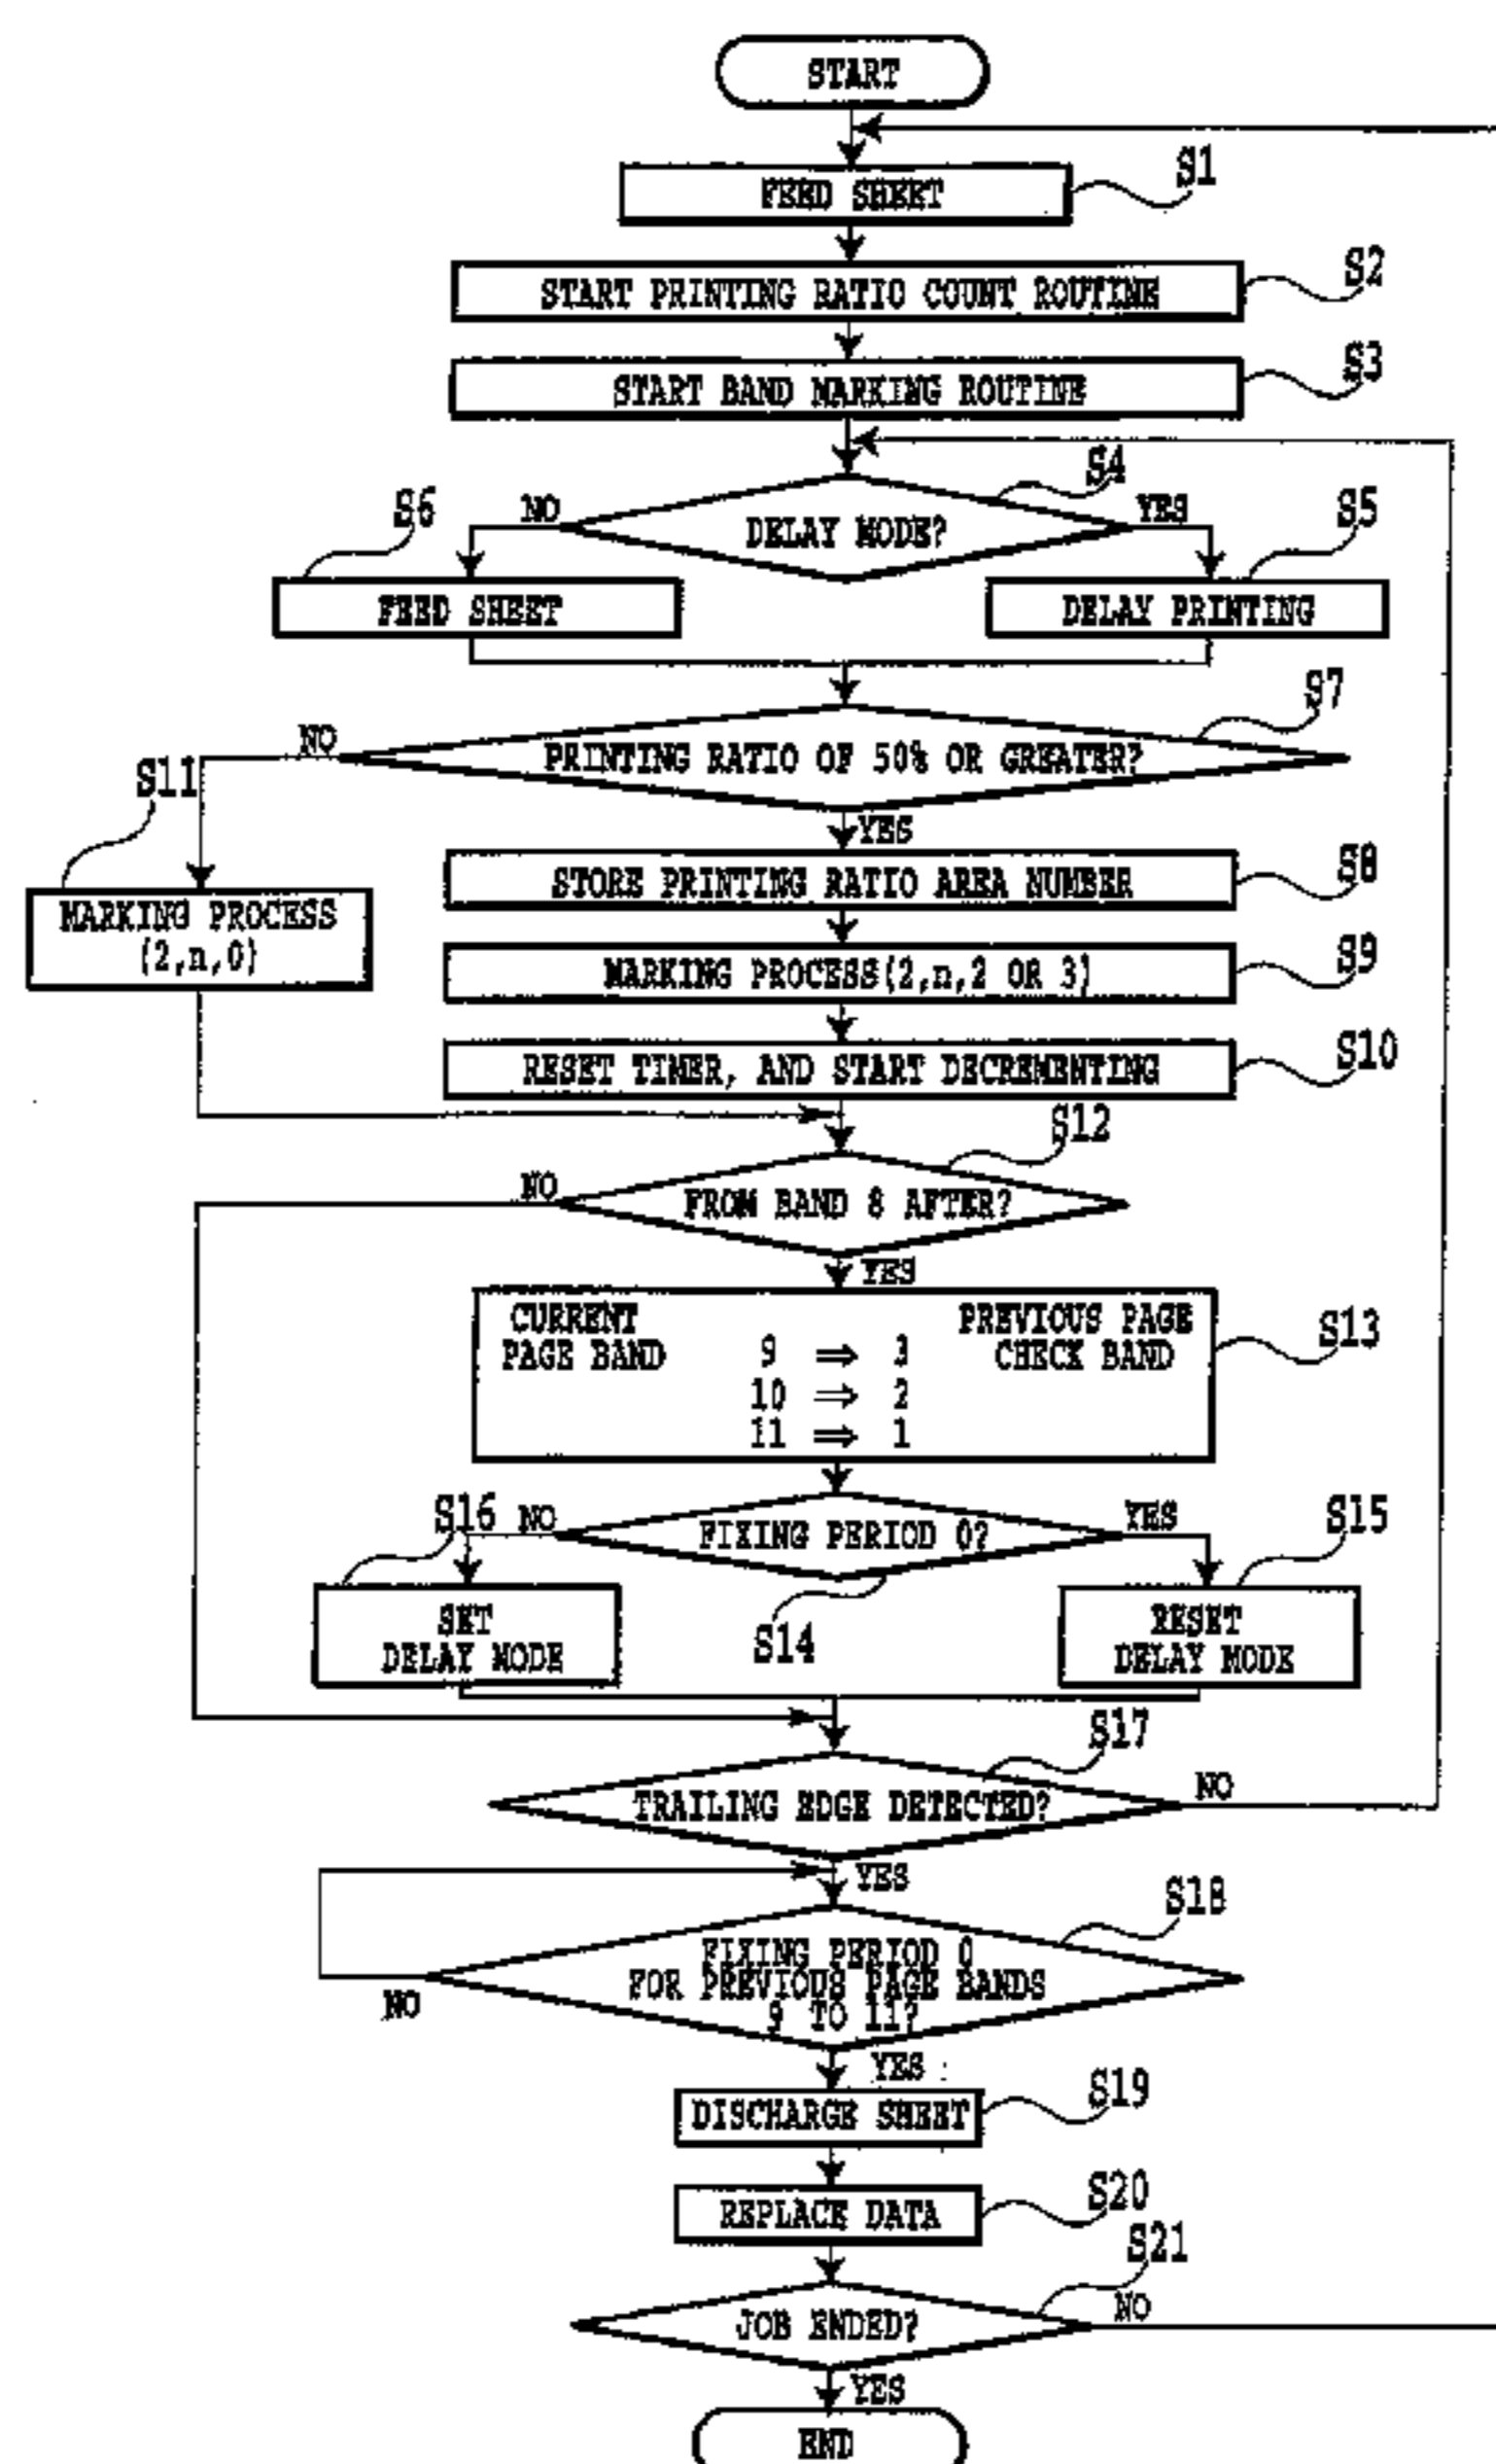 START
S1
FEED SHEET
S2
START PRINTING RATIO COUNT ROUTINE
S3
START BAND MARKING ROUTINE
S4
S6
NO
YES
S5
DELAY MODE?
FEED SHEET
DELAY PRINTING
S7
NO
PRINTING RATIO OF 50% OR GREATER?
S11
YES
S8
STORE PRINTING RATIO AREA NUMBER
MARKING PROCESS
(2,n,0)
S9
MARKING PROCESS(2,n,2 OR 3)
S10
RESET TIMER, AND START DECREMENTING
S12
NO
FROM BAND 8 AFTER?
YES
CURRENT PREVIOUS PAGE
S13
PAGE BAND 9 ⇒ 3 CHECK BAND
10 ⇒ 2
11 ⇒ 1
S16
NO
YES
S15
FIXING PERIOD 0?
SET
DELAY MODE
S14
RESET
DELAY MODE
S17
NO
TRAILING EDGE DETECTED?
YES
S18
FIXING PERIOD 0
FOR PREVIOUS PAGE BANDS
9 TO 11?
NO
YES
S19
DISCHARGE SHEET
S20
REPLACE DATA
S21
NO
JOB ENDED?
YES
END